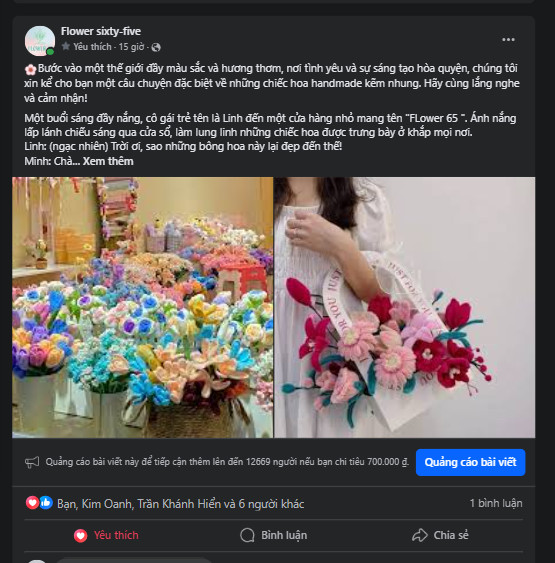 Flower sixty-five
Yêu thích · 15 giờ ·
🌸Bước vào một thế giới đầy màu sắc và hương thơm, nơi tình yêu và sự sáng tạo hòa quyện, chúng tôi
xin kể cho bạn một câu chuyện đặc biệt về những chiếc hoa handmade kẽm nhung. Hãy cùng lắng nghe
và cảm nhận!
Một buổi sáng đầy nắng, cô gái trẻ tên là Linh đến một cửa hàng nhỏ mang tên "FLower 65 ". Ánh nắng
lấp lánh chiếu sáng qua cửa sổ, làm lung linh những chiếc hoa được trưng bày ở khắp mọi nơi.
Linh: (ngạc nhiên) Trời ơi, sao những bông hoa này lại đẹp đến thế!
Minh: Chà... Xem thêm
JUST FOR YOU
JUST
Quảng cáo bài viết này để tiếp cận thêm lên đến 12669 người nếu bạn chi tiêu 700.000 ₫.
Quảng cáo bài viết
Bạn, Kim Oanh, Trần Khánh Hiển và 6 người khác
1 bình luận
Yêu thích
Bình luận
Chia sẻ